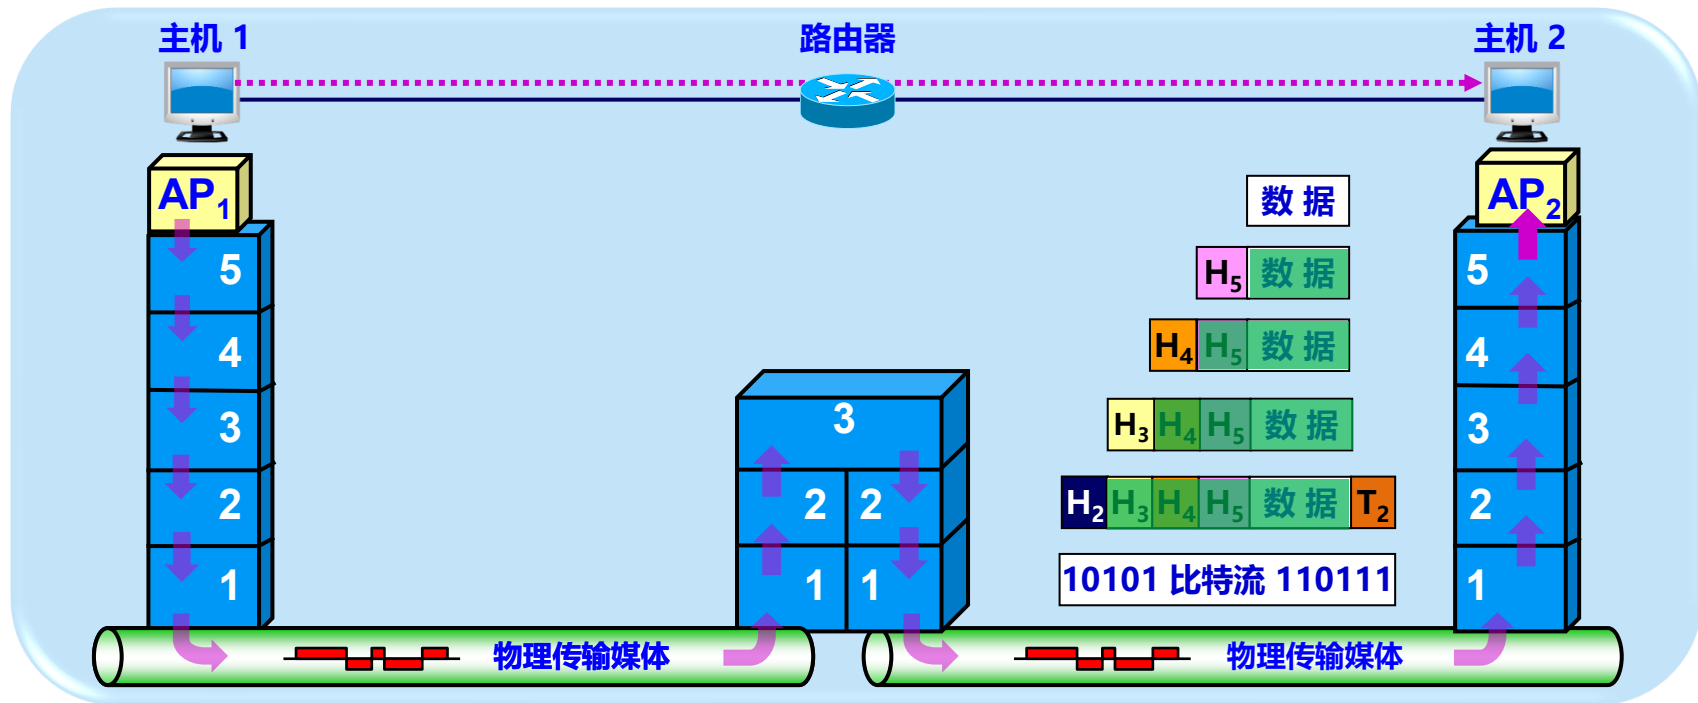 主机 1
路由器
主机 2
AP1
5
4
3
2
1
3
2 2
1 1
数 据
H5 数 据
H4 H5 数 据
H3 H4 H5 数 据
H2 H3 H4 H5 数 据 T2
10101 比特流 110111
AP2
5
4
3
2
1
物理传输媒体
物理传输媒体